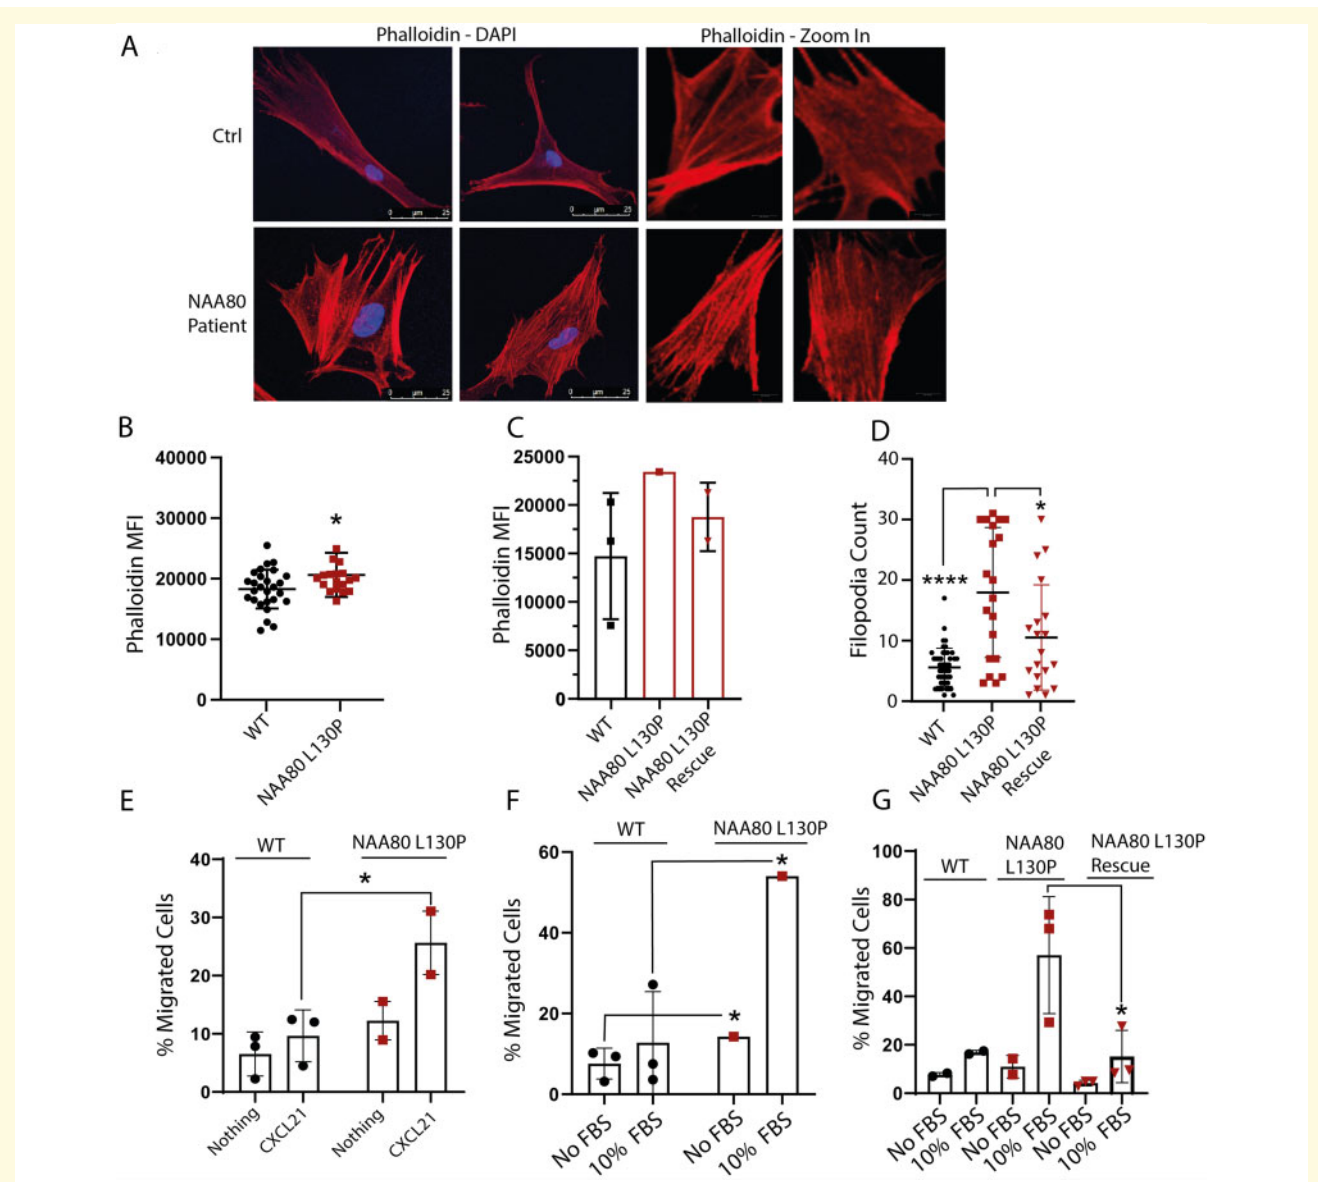 A
Phalloidin - DAPI
Phalloidin - Zoom In
Ctrl
0 µm 25
0 µm 25
NAA80
Patient
0 µm 25
0 µm 25
B
Phalloidin MFI
40000
30000
20000
10000
0
*
WT
NAA80 L130P
C
Phalloidin MFI
25000
20000
15000
10000
5000
0
WT
NAA80 L130P
NAA80 L130P
Rescue
D
Filopodia Count
40
30
20
10
0
****
*
WT
NAA80 L130P
NAA80 L130P
Rescue
E
WT
NAA80 L130P
% Migrated Cells
40
30
20
10
0
*
Nothing
CXCL21
Nothing
CXCL21
F
WT
NAA80 L130P
% Migrated Cells
60
40
20
0
*
*
No FBS
10% FBS
No FBS
10% FBS
G
WT
NAA80
L130P
NAA80 L130P
Rescue
% Migrated Cells
100
80
60
40
20
0
*
No FBS
10% FBS
No FBS
10% FBS
No FBS
10% FBS